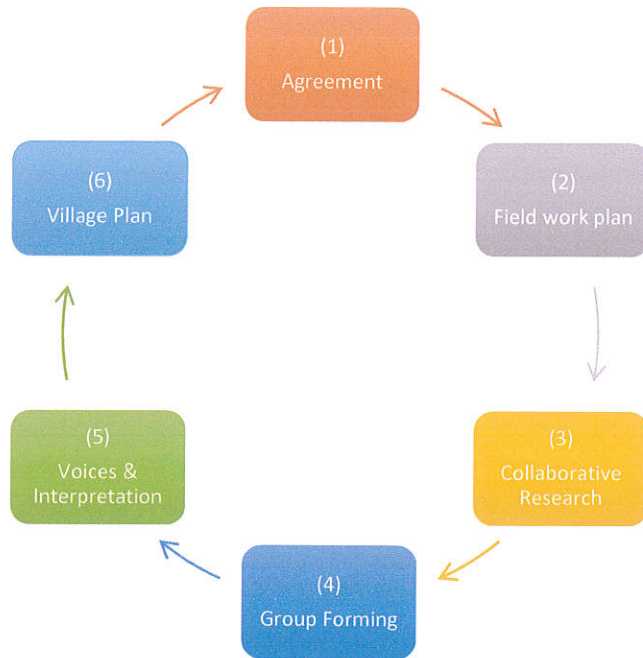 (1)
Agreement
(2)
Field work plan
(3)
Collaborative
Research
(4)
Group Forming
(5)
Voices &
Interpretation
(6)
Village Plan